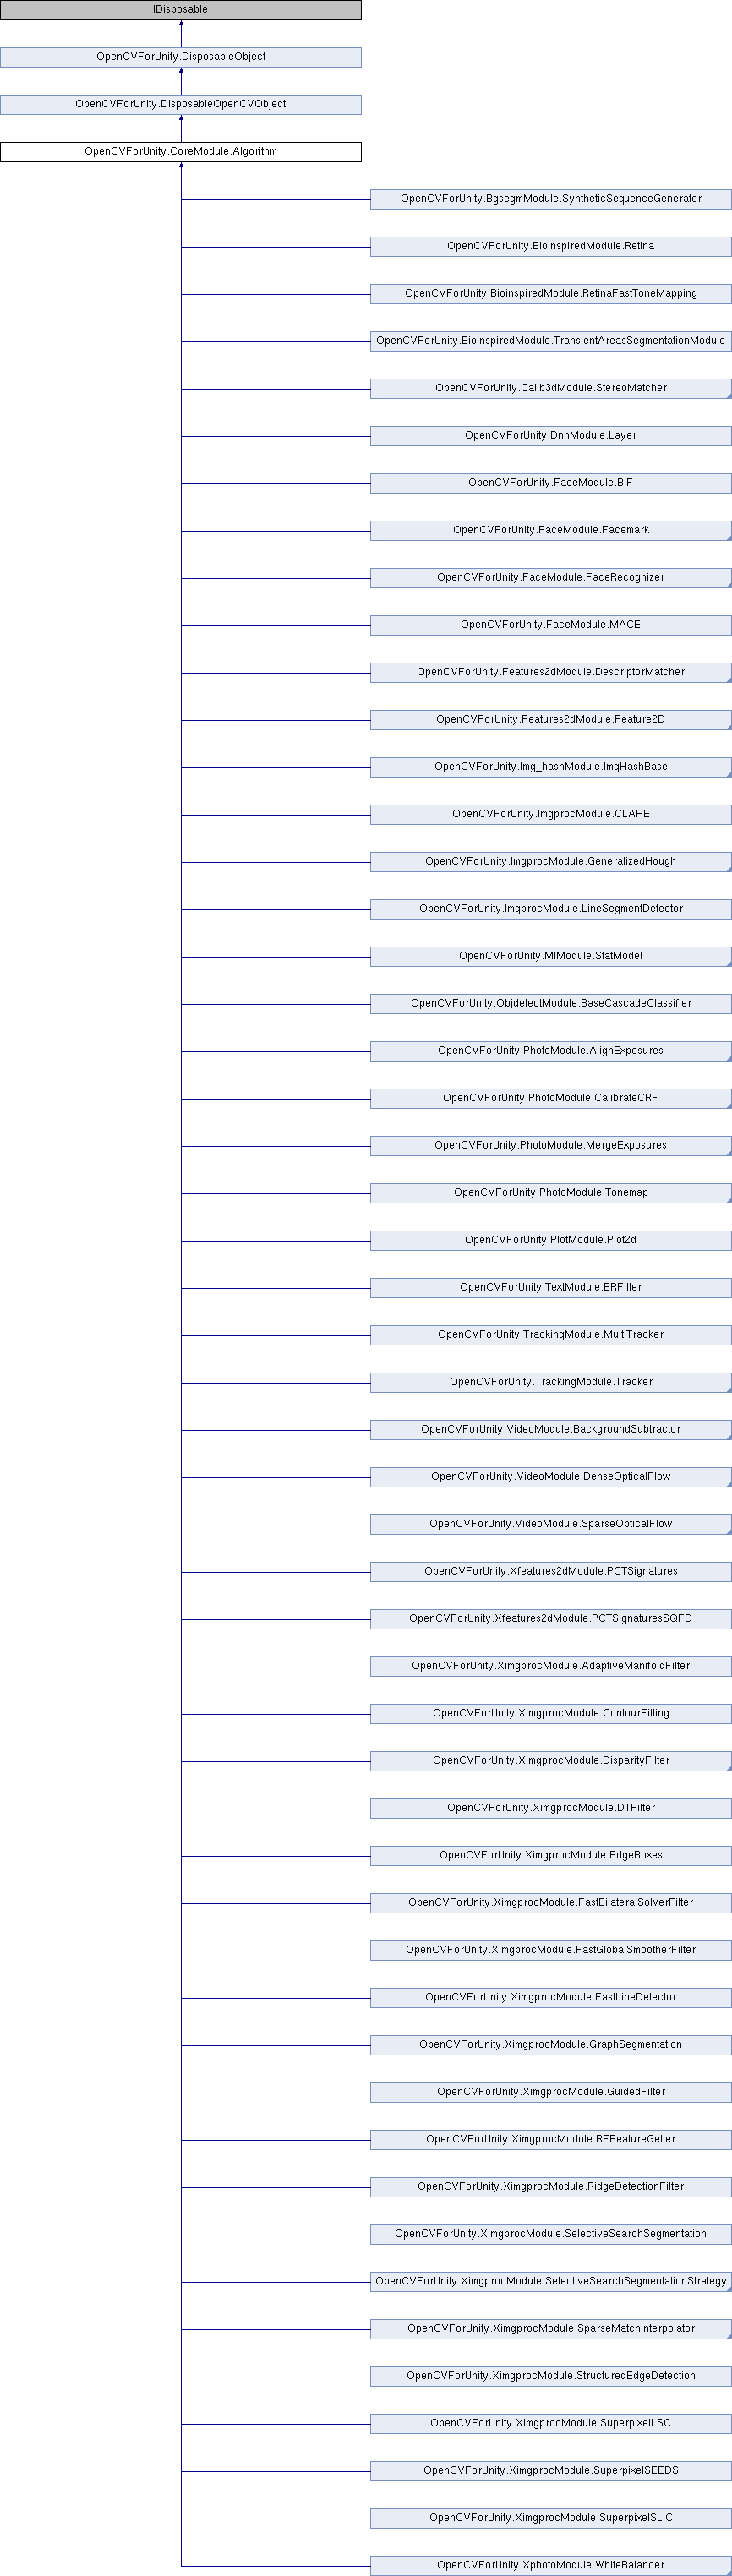 IDisposable
OpenCVForUnity.DisposableObject
OpenCVForUnity.DisposableOpenCVObject
OpenCVForUnity.CoreModule.Algorithm
OpenCVForUnity.BgsegmModule.SyntheticSequenceGenerator
OpenCVForUnity.BioinspiredModule.Retina
OpenCVForUnity.BioinspiredModule.RetinaFastToneMapping
OpenCVForUnity.BioinspiredModule.TransientAreasSegmentationModule
OpenCVForUnity.Calib3dModule.StereoMatcher
OpenCVForUnity.DnnModule.Layer
OpenCVForUnity.FaceModule.BIF
OpenCVForUnity.FaceModule.Facemark
OpenCVForUnity.FaceModule.FaceRecognizer
OpenCVForUnity.FaceModule.MACE
OpenCVForUnity.Features2dModule.DescriptorMatcher
OpenCVForUnity.Features2dModule.Feature2D
OpenCVForUnity.Img_hashModule.ImgHashBase
OpenCVForUnity.ImgprocModule.CLAHE
OpenCVForUnity.ImgprocModule.GeneralizedHough
OpenCVForUnity.ImgprocModule.LineSegmentDetector
OpenCVForUnity.MlModule.StatModel
OpenCVForUnity.ObjdetectModule.BaseCascadeClassifier
OpenCVForUnity.PhotoModule.AlignExposures
OpenCVForUnity.PhotoModule.CalibrateCRF
OpenCVForUnity.PhotoModule.MergeExposures
OpenCVForUnity.PhotoModule.Tonemap
OpenCVForUnity.PlotModule.Plot2d
OpenCVForUnity.TextModule.ERFilter
OpenCVForUnity.TrackingModule.MultiTracker
OpenCVForUnity.TrackingModule.Tracker
OpenCVForUnity.VideoModule.BackgroundSubtractor
OpenCVForUnity.VideoModule.DenseOpticalFlow
OpenCVForUnity.VideoModule.SparseOpticalFlow
OpenCVForUnity.Xfeatures2dModule.PCTSignatures
OpenCVForUnity.Xfeatures2dModule.PCTSignaturesSQFD
OpenCVForUnity.XimgprocModule.AdaptiveManifoldFilter
OpenCVForUnity.XimgprocModule.ContourFitting
OpenCVForUnity.XimgprocModule.DisparityFilter
OpenCVForUnity.XimgprocModule.DTFilter
OpenCVForUnity.XimgprocModule.EdgeBoxes
OpenCVForUnity.XimgprocModule.FastBilateralSolverFilter
OpenCVForUnity.XimgprocModule.FastGlobalSmootherFilter
OpenCVForUnity.XimgprocModule.FastLineDetector
OpenCVForUnity.XimgprocModule.GraphSegmentation
OpenCVForUnity.XimgprocModule.GuidedFilter
OpenCVForUnity.XimgprocModule.RFFeatureGetter
OpenCVForUnity.XimgprocModule.RidgeDetectionFilter
OpenCVForUnity.XimgprocModule.SelectiveSearchSegmentation
OpenCVForUnity.XimgprocModule.SelectiveSearchSegmentationStrategy
OpenCVForUnity.XimgprocModule.SparseMatchInterpolator
OpenCVForUnity.XimgprocModule.StructuredEdgeDetection
OpenCVForUnity.XimgprocModule.SuperpixelLSC
OpenCVForUnity.XimgprocModule.SuperpixelSEEDS
OpenCVForUnity.XimgprocModule.SuperpixelSLIC
OpenCVForUnity.XphotoModule.WhiteBalancer